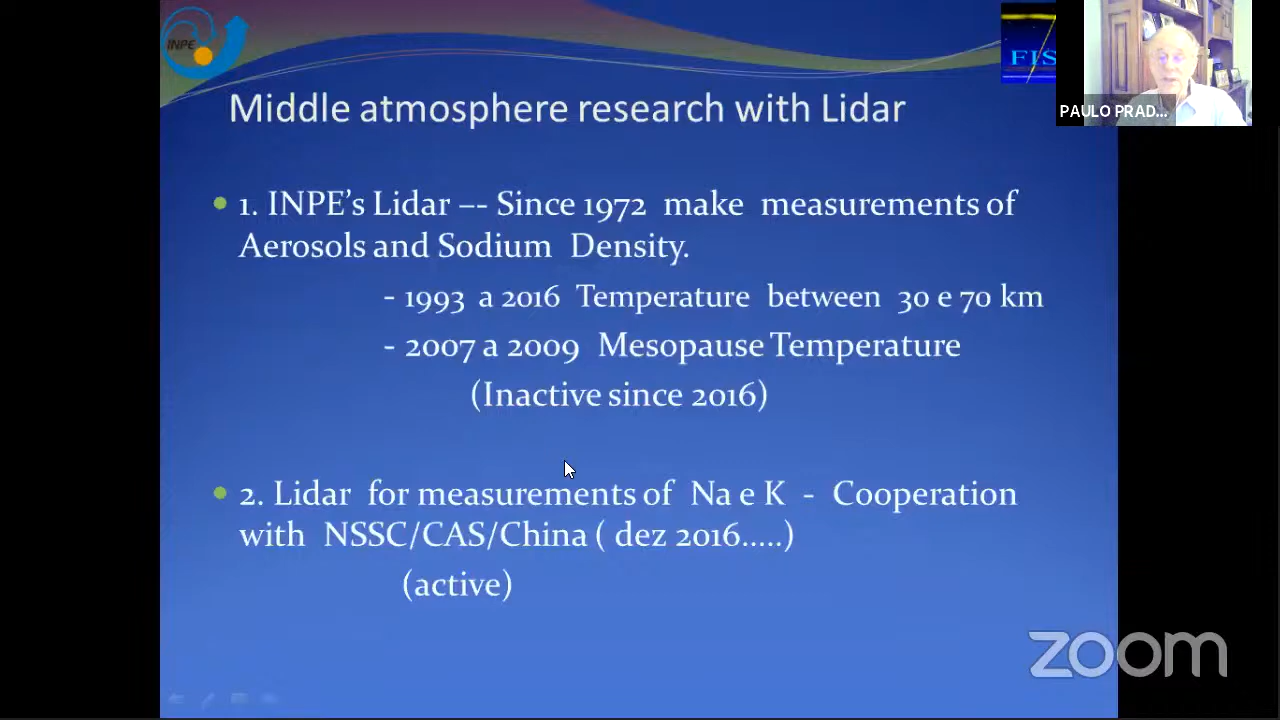 INPE
FIS
PAULO PRAD...
Middle atmosphere research with Lidar
1. INPE's Lidar –- Since 1972 make measurements of
Aerosols and Sodium Density.
- 1993 a 2016 Temperature between 30 e 70 km
- 2007 a 2009 Mesopause Temperature
(Inactive since 2016)
2. Lidar for measurements of Na e K - Cooperation
with NSSC/CAS/China ( dez 2016.....)
(active)
zoom